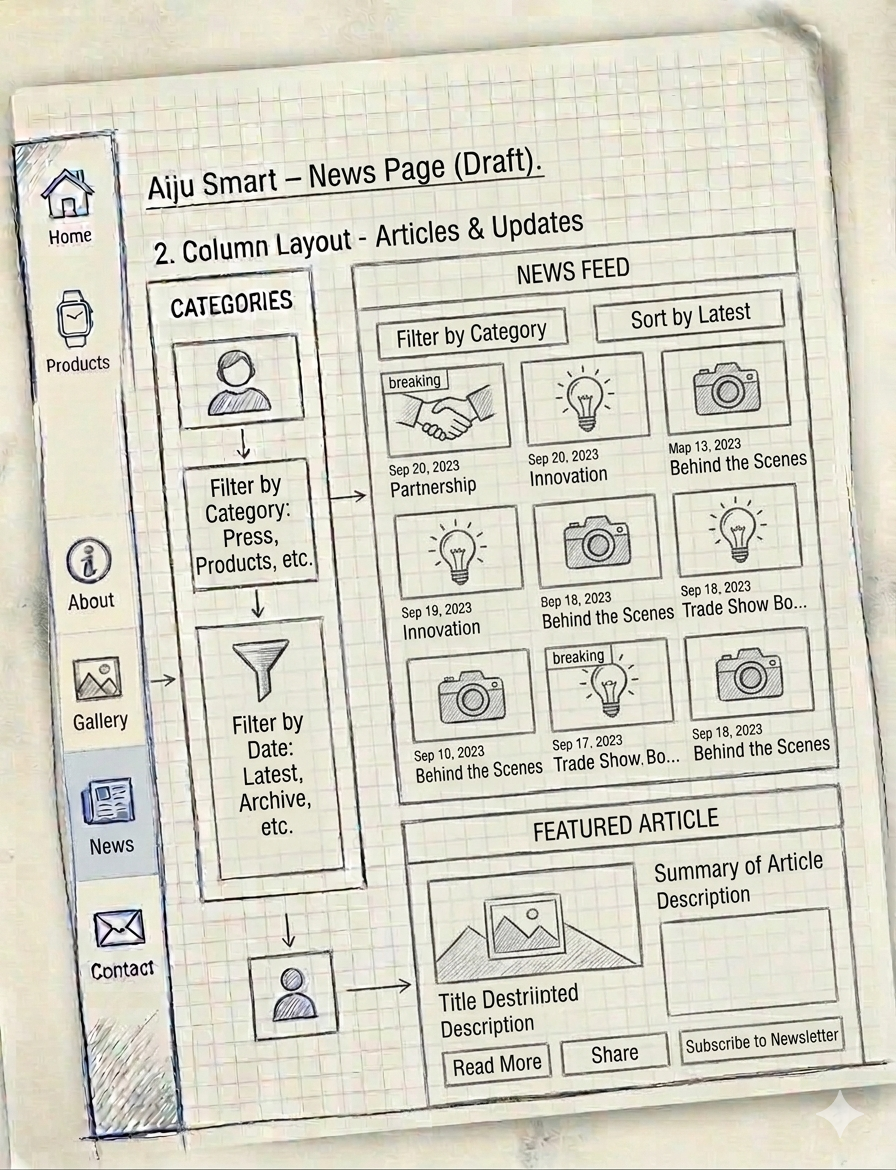 Aiju Smart – News Page (Draft).
2. Column Layout - Articles & Updates
Home
Products
About
Gallery
News
Contact
CATEGORIES
Filter by
Category:
Press,
Products, etc.
Filter by
Date:
Latest,
Archive,
etc.
NEWS FEED
Filter by Category
Sort by Latest
breaking
Sep 20, 2023
Partnership
Sep 20, 2023
Innovation
Map 13, 2023
Behind the Scenes
Sep 19, 2023
Innovation
Bep 18, 2023
Behind the Scenes
Sep 18, 2023
Trade Show Bo...
Sep 10, 2023
Behind the Scenes
breaking
Sep 17, 2023
Trade Show. Bo...
Sep 18, 2023
Behind the Scenes
FEATURED ARTICLE
Title Destriinted
Description
Summary of Article
Description
Read More
Share
Subscribe to Newsletter